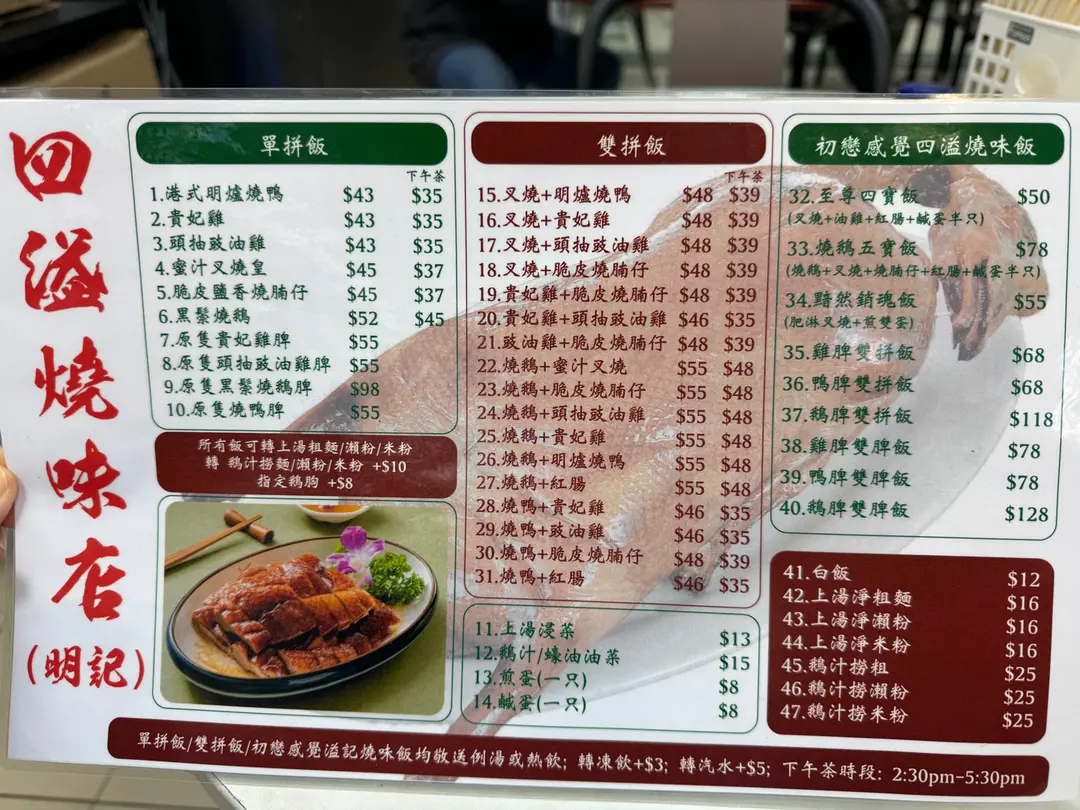 四溢燒味店
(明記)
單拼飯
下午茶
1.港式明爐燒鴨 $43 $35
2.貴妃雞 $43 $35
3.頭抽豉油雞 $43 $35
4.蜜汁叉燒皇 $45 $37
5.脆皮鹽香燒腩仔 $45 $37
6.黑鬃燒鵝 $52 $45
7.原隻貴妃雞脾 $55
8.原隻頭抽豉油雞脾 $55
9.原隻黑鬃燒鵝脾 $98
10.原隻燒鴨脾 $55
所有飯可轉上湯粗麵/瀨粉/米粉
轉 鵝汁撈麵/瀨粉/米粉 +$10
指定鵝胸 +$8
雙拼飯
下午茶
15.叉燒+明爐燒鴨 $48 $39
16.叉燒+貴妃雞 $48 $39
17.叉燒+頭抽豉油雞 $48 $39
18.叉燒+脆皮燒腩仔 $48 $39
19.貴妃雞+脆皮燒腩仔 $48 $39
20.貴妃雞+頭抽豉油雞 $46 $35
21.豉油雞+脆皮燒腩仔 $48 $39
22.燒鵝+蜜汁叉燒 $55 $48
23.燒鵝+脆皮燒腩仔 $55 $48
24.燒鵝+頭抽豉油雞 $55 $48
25.燒鵝+貴妃雞 $55 $48
26.燒鵝+明爐燒鴨 $55 $48
27.燒鵝+紅腸 $55 $48
28.燒鴨+貴妃雞 $46 $35
29.燒鴨+豉油雞 $46 $35
30.燒鴨+脆皮燒腩仔 $48 $39
31.燒鴨+紅腸 $46 $35
11.上湯浸菜 $13
12.鵝汁/蠔油油菜 $15
13.煎蛋(一只) $8
14.鹹蛋(一只) $8
初戀感覺四溢燒味飯
32.至尊四寶飯 $50
(叉燒+油雞+紅腸+鹹蛋半只)
33.燒鵝五寶飯 $78
(燒鵝+叉燒+燒腩仔+紅腸+鹹蛋半只)
34.黯然銷魂飯 $55
(肥淋叉燒+煎雙蛋)
35.雞脾雙拼飯 $68
36.鴨脾雙拼飯 $68
37.鵝脾雙拼飯 $118
38.雞脾雙脾飯 $78
39.鴨脾雙脾飯 $78
40.鵝脾雙脾飯 $128
41.白飯 $12
42.上湯淨粗麵 $16
43.上湯淨瀨粉 $16
44.上湯淨米粉 $16
45.鵝汁撈粗 $25
46.鵝汁撈瀨粉 $25
47.鵝汁撈米粉 $25
單拼飯/雙拼飯/初戀感覺溢記燒味飯均敬送例湯或熱飲; 轉凍飲+$3; 轉汽水+$5; 下午茶時段: 2:30pm-5:30pm